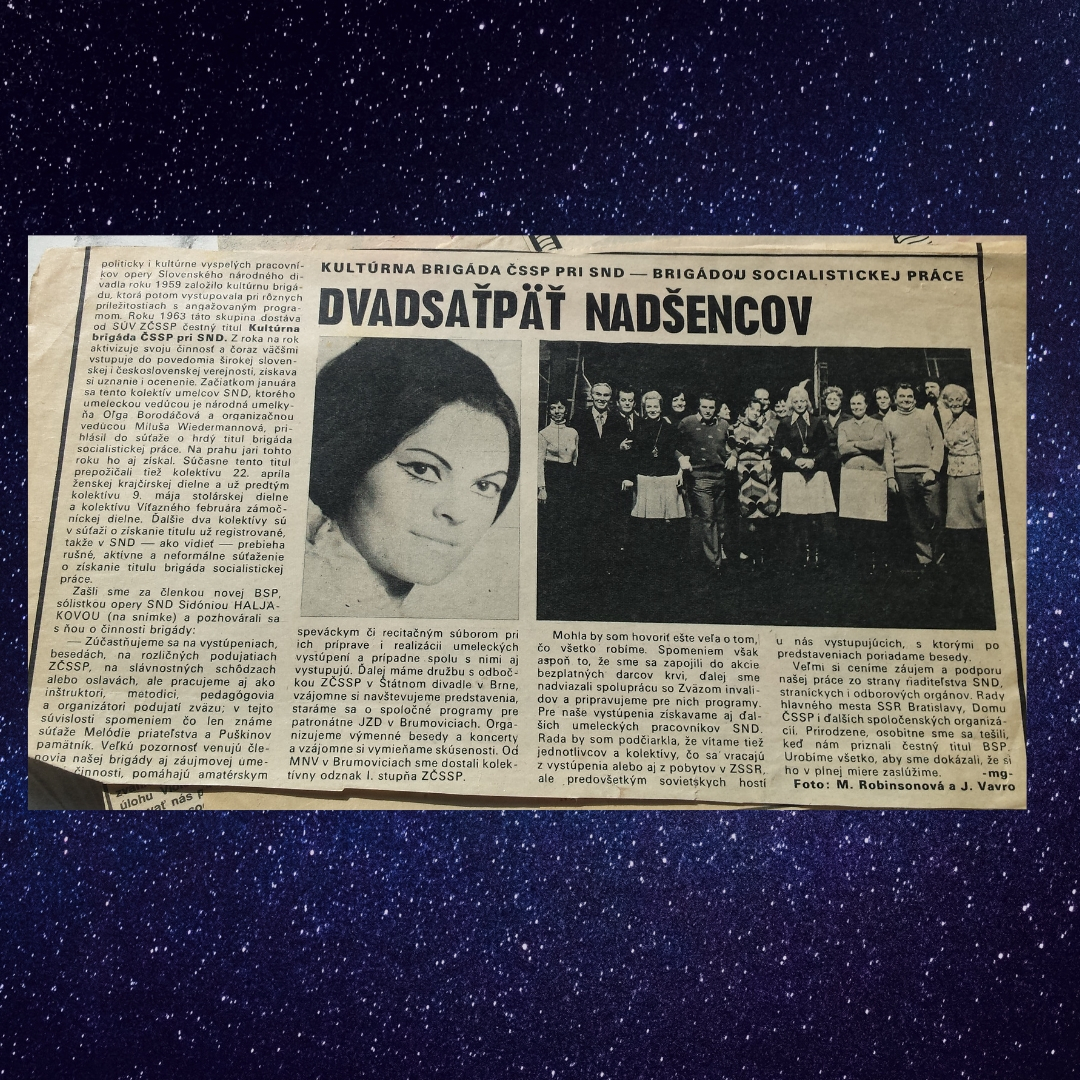 KULTÚRNA BRIGÁDA ČSSP PRI SND — BRIGÁDOU SOCIALISTICKEJ PRÁCE
DVADSAŤPÄŤ NADŠENCOV
politicky i kultúrne vyspelých pracovní-
kov opery Slovenského národného di-
vadla roku 1959 založilo kultúrnu brigá-
du, ktorá potom vystupovala pri rôznych
príležitostiach s angažovaným progra-
mom. Roku 1963 táto skupina dostáva
od SÚV ZČSSP čestný titul Kultúrna
brigáda ČSSP pri SND. Z roka na rok
aktivizuje svoju činnosť a čoraz väčšmi
vstupuje do povedomia širokej sloven-
skej i československej verejnosti, získava
si uznanie i ocenenie. Začiatkom januára
sa tento kolektív umelcov SND, ktorého
umeleckou vedúcou je národná umelky-
ňa Oľga Borodáčová a organizačnou
vedúcou Miluša Wiedermannová, pri-
hlásil do súťaže o hrdý titul brigáda
socialistickej práce. Na prahu jari tohto
roku ho aj získal. Súčasne tento titul
prepožičali tiež kolektívu 22. apríla
ženskej krajčírskej dielne a už predtým
kolektívu 9. mája stolárskej dielne
a kolektívu Víťazného februára zámoč-
níckej dielne. Ďalšie dva kolektívy sú
v súťaži o získanie titulu už registrované,
takže v SND — ako vidieť — prebieha
rušné, aktívne a neformálne súťaženie
o získanie titulu brigáda socialistickej
práce.
Zašli sme za členkou novej BSP,
sólistkou opery SND Sidóniou HALJA-
KOVOU (na snímke) a pozhovárali sa
s ňou o činnosti brigády:
— Zúčastňujeme sa na vystúpeniach,
besedách, na rozličných podujatiach
ZČSSP, na slávnostných schôdzach
alebo oslavách, ale pracujeme aj ako
inštruktori, metodici, pedagógovia
a organizátori podujatí zväzu; v tejto
súvislosti spomeniem čo len známe
súťaže Melódie priateľstva a Puškinov
pamätník. Veľkú pozornosť venujú čle-
novia našej brigády aj záujmovej ume-
činnosti, pomáhajú amatérskym
speváckym či recitačným súborom pri
ich príprave i realizácii umeleckých
vystúpení a prípadne spolu s nimi aj
vystupujú. Ďalej máme družbu s odboč-
kou ZČSSP v Štátnom divadle v Brne,
vzájomne si navštevujeme predstavenia,
staráme sa o spoločné programy pre
patronátne JZD v Brumoviciach. Orga-
nizujeme výmenné besedy a koncerty
a vzájomne si vymieňame skúsenosti. Od
MNV v Brumoviciach sme dostali kolek-
tívny odznak I. stupňa ZČSSP.
Mohla by som hovoriť ešte veľa o tom,
čo všetko robíme. Spomeniem však
aspoň to, že sme sa zapojili do akcie
bezplatných darcov krvi, ďalej sme
nadviazali spoluprácu so Zväzom invali-
dov a pripravujeme pre nich programy.
Pre naše vystúpenia získavame aj ďal-
ších umeleckých pracovníkov SND.
Rada by som podčiarkla, že vítame tiež
jednotlivcov a kolektívy, čo sa vracajú
z vystúpenia alebo aj z pobytov v ZSSR,
ale predovšetkým sovietskych hostí
u nás vystupujúcich, s ktorými po
predstaveniach poriadame besedy.
Veľmi si ceníme záujem a podporu
našej práce zo strany riaditeľstva SND,
straníckych i odborových orgánov. Rady
hlavného mesta SSR Bratislavy, Domu
ČSSP i ďalších spoločenských organizá-
cií. Prirodzene, osobitne sme sa tešili,
keď nám priznali čestný titul BSP.
Urobíme všetko, aby sme dokázali, že si
ho v plnej miere zaslúžime. -mg-
Foto: M. Robinsonová a J. Vavro
úlohu
nás